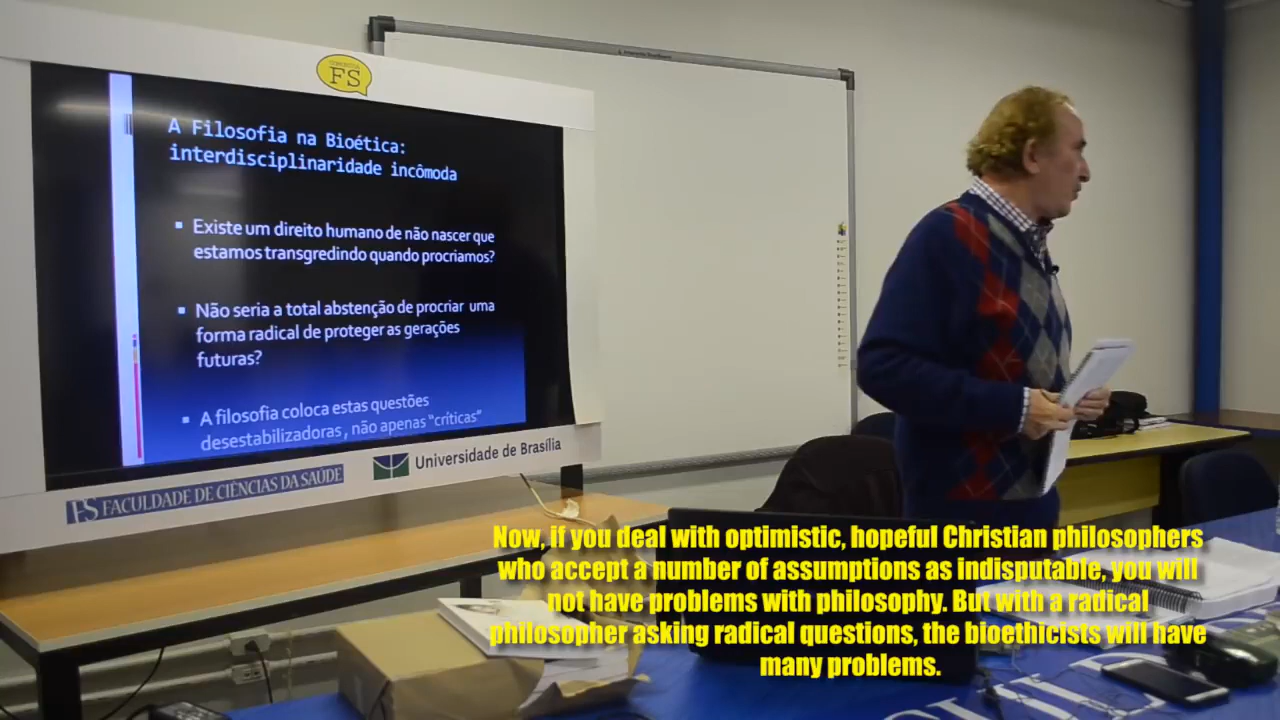 FS
A Filosofia na Bioética:
interdisciplinaridade incômoda
Existe um direito humano de não nascer que
estamos transgredindo quando procriamos?
Não seria a total abstenção de procriar uma
forma radical de proteger as gerações
futuras?
A filosofia coloca estas questões
desestabilizadoras, não apenas "críticas"
FS FACULDADE DE CIÊNCIAS DA SAÚDE
Universidade de Brasília
Now, if you deal with optimistic, hopeful Christian philosophers
who accept a number of assumptions as indisputable, you will
not have problems with philosophy. But with a radical
philosopher asking radical questions, the bioethicists will have
many problems.